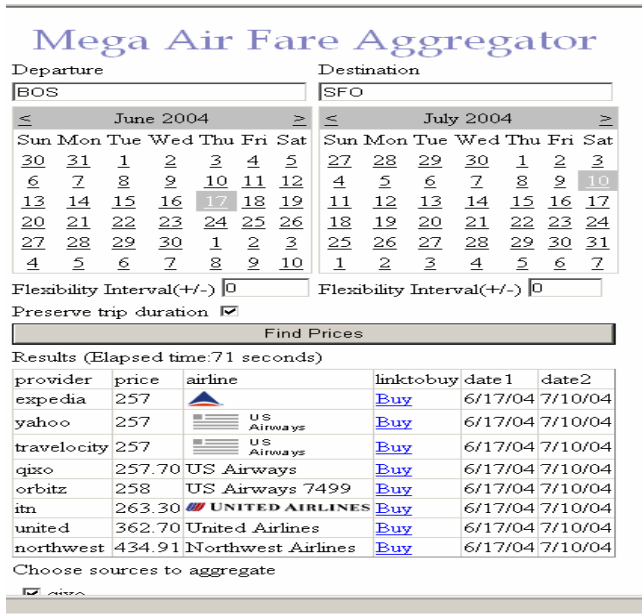 Mega Air Fare Aggregator
Departure Destination
BOS SFO
< June 2004 > < July 2004 >
Sun Mon Tue Wed Thu Fri Sat Sun Mon Tue Wed Thu Fri Sat
30 31 1 2 3 4 5 27 28 29 30 1 2 3
6 7 8 9 10 11 12 4 5 6 7 8 9 10
13 14 15 16 17 18 19 11 12 13 14 15 16 17
20 21 22 23 24 25 26 18 19 20 21 22 23 24
27 28 29 30 1 2 3 25 26 27 28 29 30 31
4 5 6 7 8 9 10 1 2 3 4 5 6 7
Flexibility Interval(+/-) 0 Flexibility Interval(+/-) 0
Preserve trip duration
Find Prices
Results (Elapsed time:71 seconds)
provider price airline linktobuy date1 date2
expedia 257 Buy 6/17/04 7/10/04
yahoo 257 US Airways Buy 6/17/04 7/10/04
travelocity 257 US Airways Buy 6/17/04 7/10/04
qixo 257.70 US Airways Buy 6/17/04 7/10/04
orbitz 258 US Airways 7499 Buy 6/17/04 7/10/04
itn 263.30 UNITED AIRLINES Buy 6/17/04 7/10/04
united 362.70 United Airlines Buy 6/17/04 7/10/04
northwest 434.91 Northwest Airlines Buy 6/17/04 7/10/04
Choose sources to aggregate